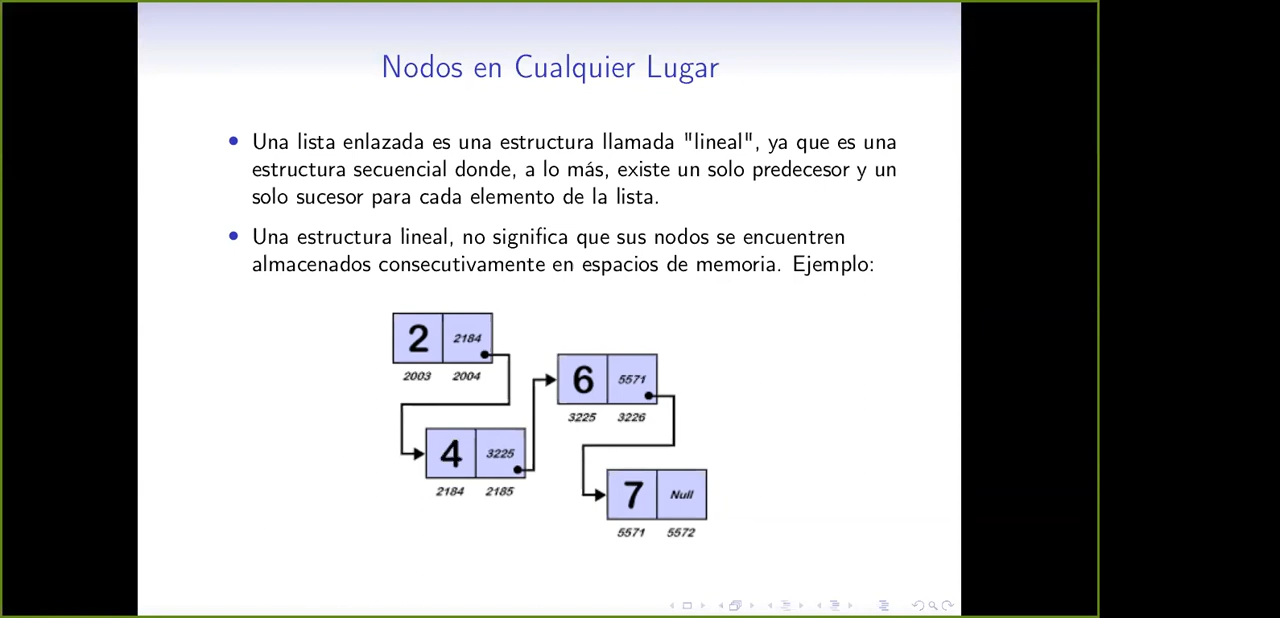 Nodos en Cualquier Lugar
Una lista enlazada es una estructura llamada "lineal", ya que es una
estructura secuencial donde, a lo más, existe un solo predecesor y un
solo sucesor para cada elemento de la lista.
Una estructura lineal, no significa que sus nodos se encuentren
almacenados consecutivamente en espacios de memoria. Ejemplo:
2 2184
2003 2004
6 5571
3225 3226
4 3225
2184 2185
7 Null
5571 5572